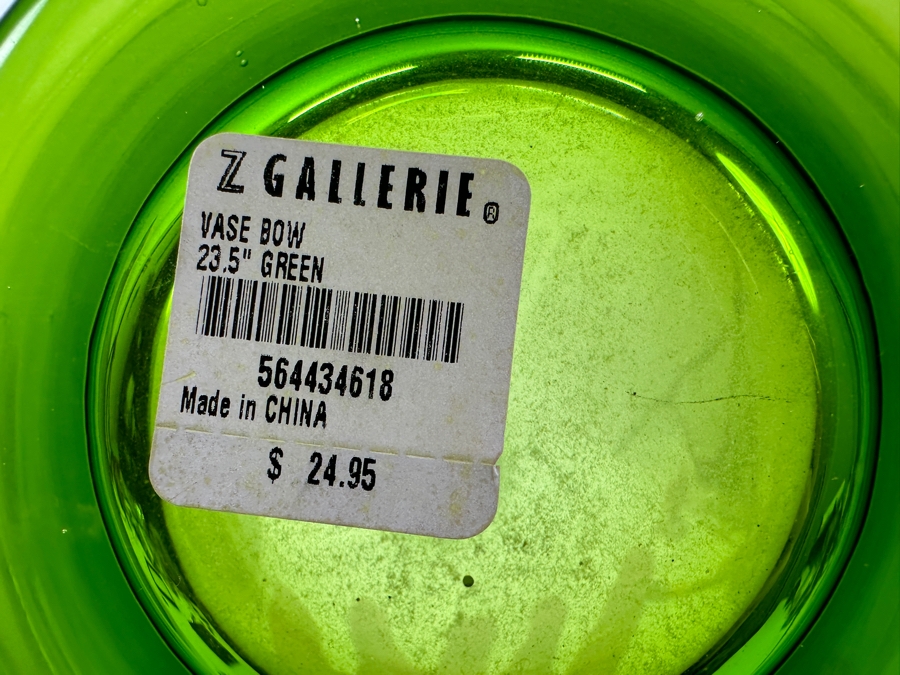 Z GALLERIE®
VASE BOW
23.5" GREEN
564434618
Made in CHINA
$ 24.95